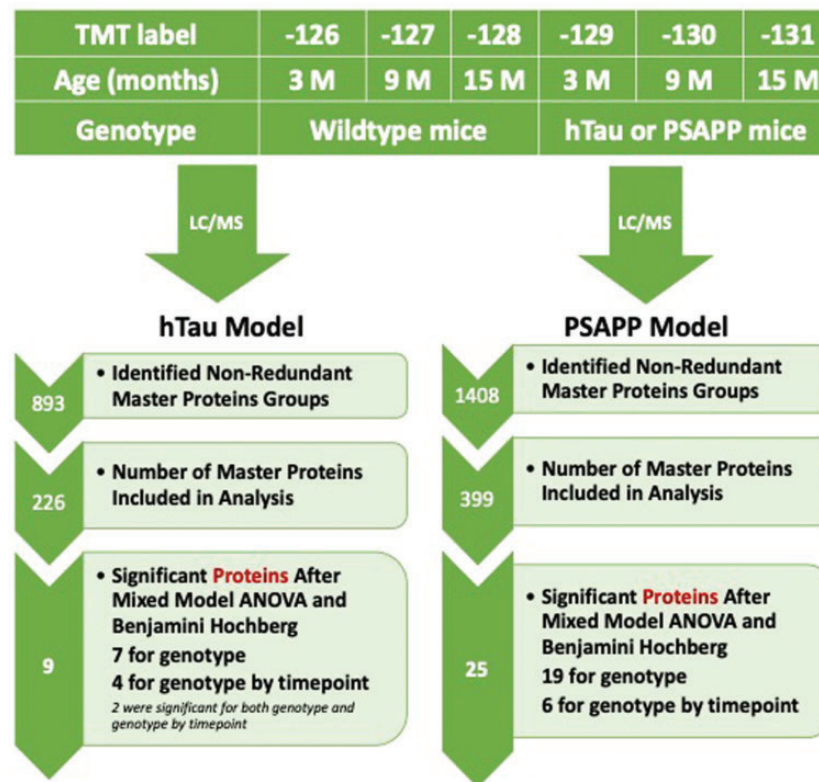 TMT label -126 -127 -128 -129 -130 -131
Age (months) 3 M 9 M 15 M 3 M 9 M 15 M
Genotype Wildtype mice hTau or PSAPP mice
LC/MS
LC/MS
hTau Model
893
• Identified Non-Redundant
Master Proteins Groups
226
• Number of Master Proteins
Included in Analysis
9
• Significant Proteins After
Mixed Model ANOVA and
Benjamini Hochberg
7 for genotype
4 for genotype by timepoint
2 were significant for both genotype and
genotype by timepoint
PSAPP Model
1408
• Identified Non-Redundant
Master Proteins Groups
399
• Number of Master Proteins
Included in Analysis
25
• Significant Proteins After
Mixed Model ANOVA and
Benjamini Hochberg
19 for genotype
6 for genotype by timepoint